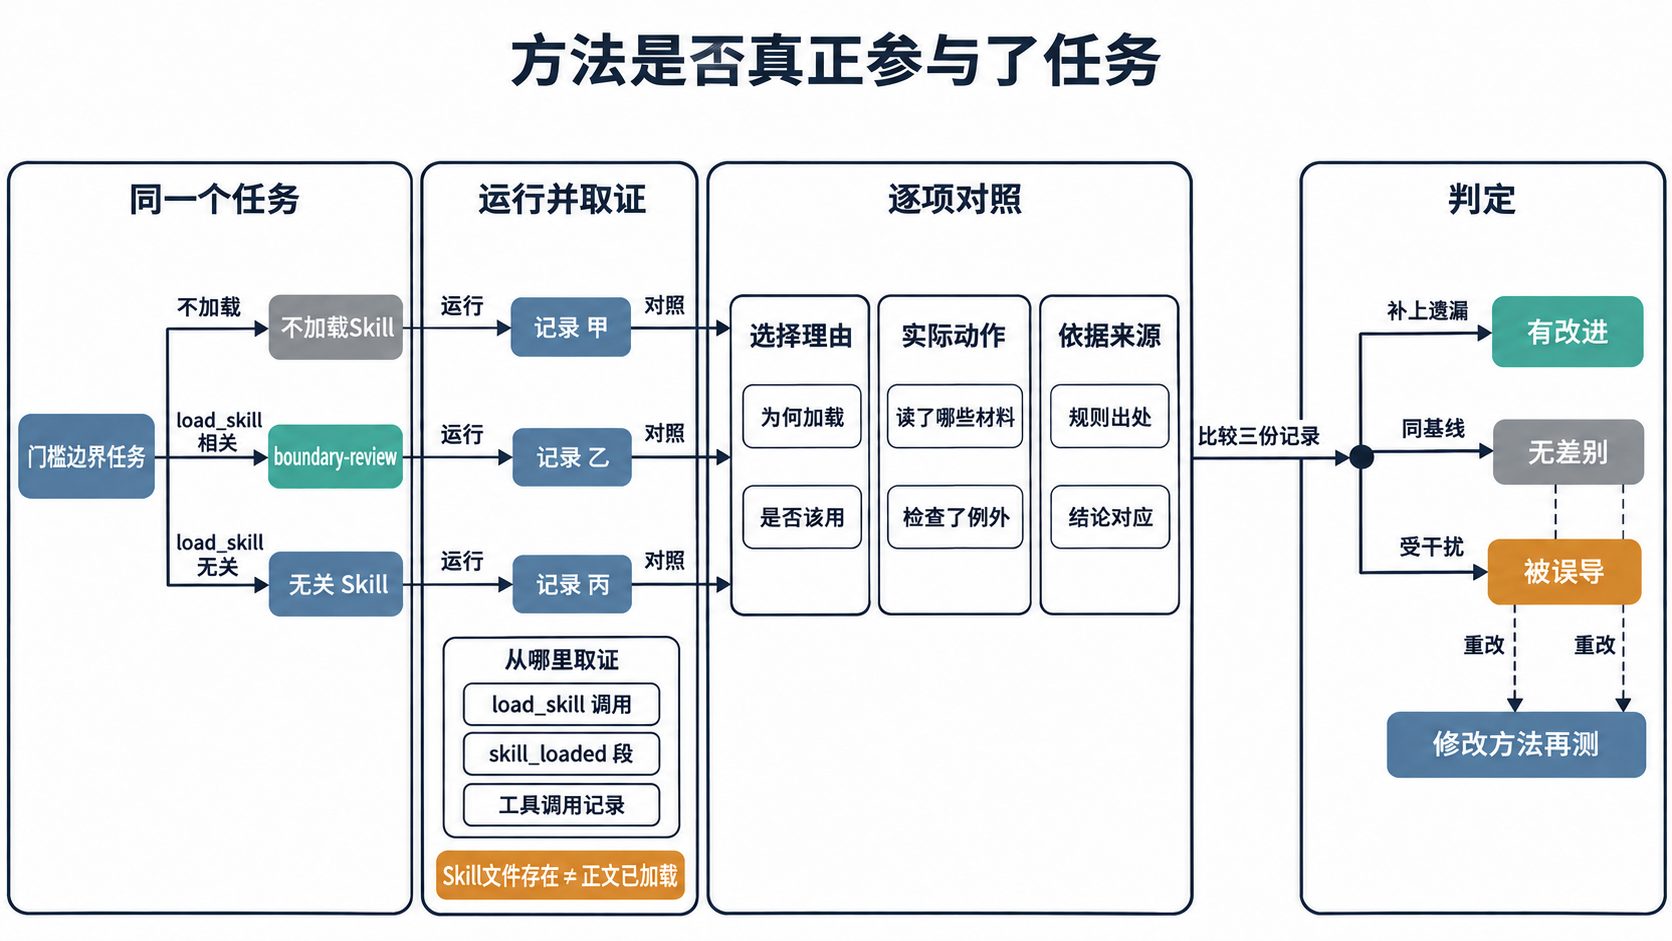 方法是否真正参与了任务
同一个任务
门槛边界任务
不加载
不加载Skill
load_skill
相关
boundary-review
load_skill
无关
无关 Skill
运行并取证
运行
记录 甲
对照
运行
记录 乙
对照
运行
记录 丙
对照
从哪里取证
load_skill 调用
skill_loaded 段
工具调用记录
Skill文件存在 ≠ 正文已加载
逐项对照
选择理由
为何加载
是否该用
实际动作
读了哪些材料
检查了例外
依据来源
规则出处
结论对应
比较三份记录
判定
补上遗漏
有改进
同基线
无差别
受干扰
被误导
重改
重改
修改方法再测